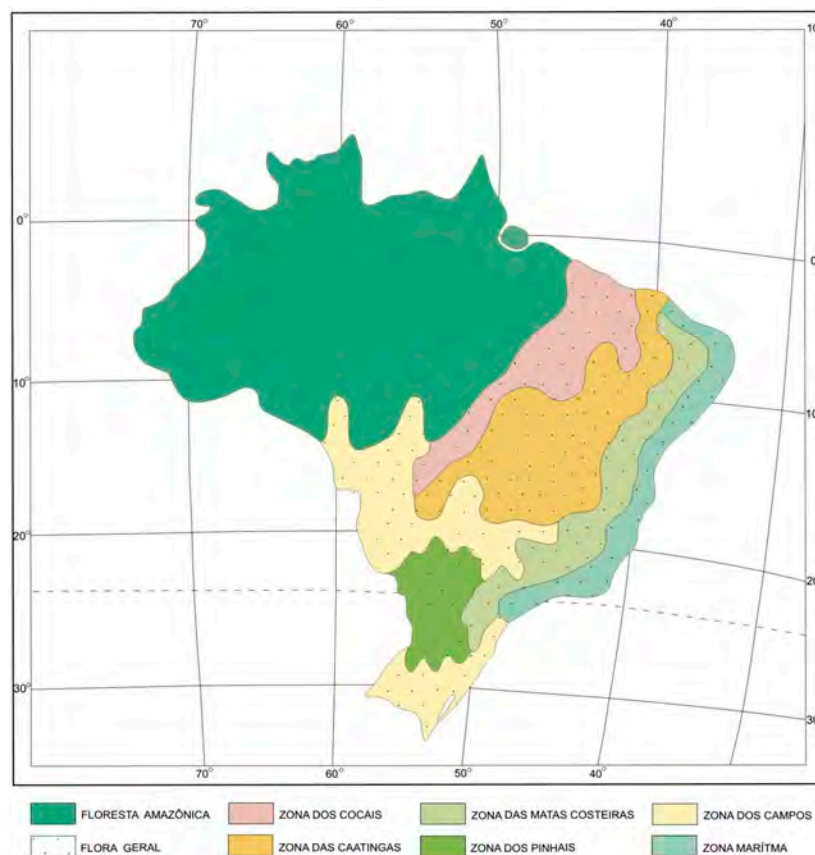 70° 60° 50° 40° 10
0°
0
10°
10
20°
20
30°
30
70° 60° 50° 40°
FLORESTA AMAZÔNICA ZONA DOS COCAIS ZONA DAS MATAS COSTEIRAS ZONA DOS CAMPOS
FLORA GERAL ZONA DAS CAATINGAS ZONA DOS PINHAIS ZONA MARÍTMA